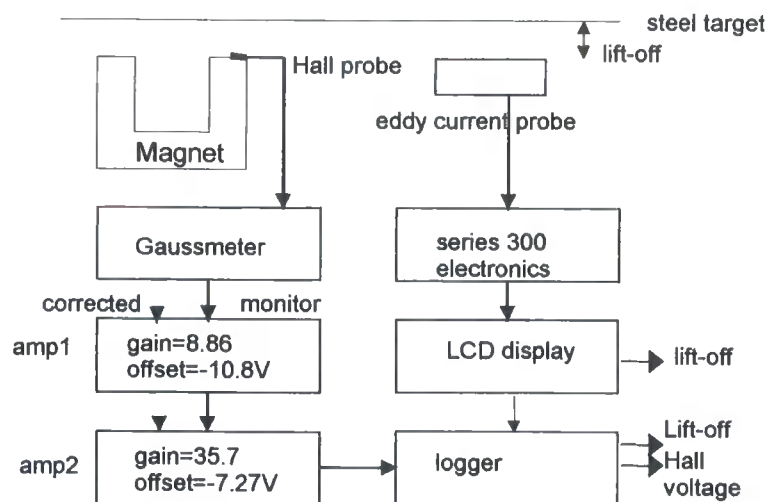 steel target
lift-off
Hall probe
eddy current probe
Magnet
Gaussmeter
series 300
electronics
corrected
monitor
amp1
gain=8.86
offset=-10.8V
LCD display
lift-off
amp2
gain=35.7
offset=-7.27V
logger
Lift-off
Hall
voltage